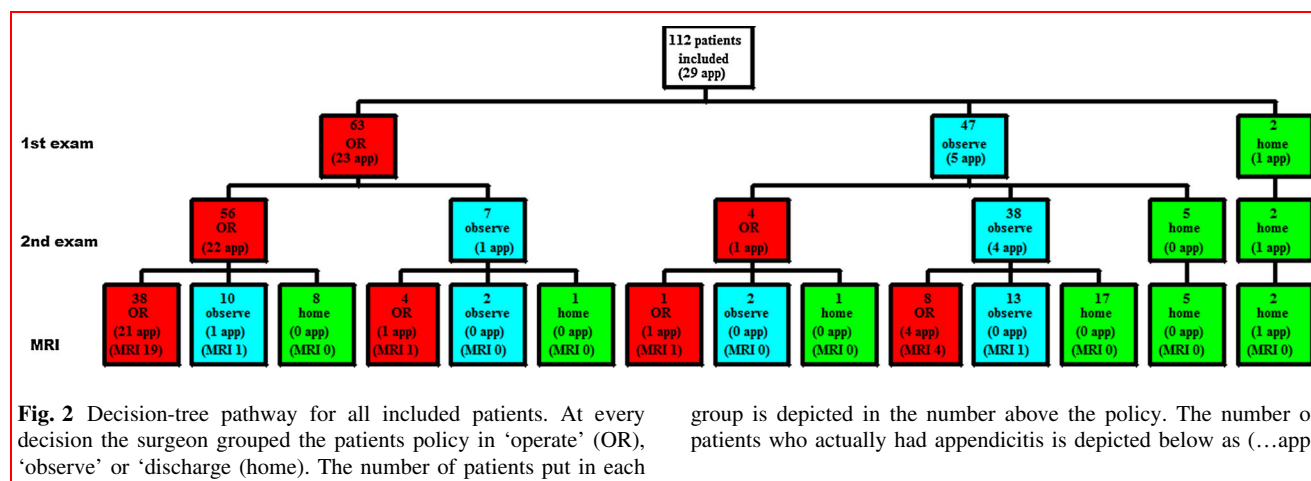 112 patients
included
(29 app)
1st exam
63
OR
(23 app)
47
observe
(5 app)
2
home
(1 app)
2nd exam
56
OR
(22 app)
7
observe
(1 app)
4
OR
(1 app)
38
observe
(4 app)
5
home
(0 app)
2
home
(1 app)
MRI
38
OR
(21 app)
(MRI 19)
10
observe
(1 app)
(MRI 1)
8
home
(0 app)
(MRI 0)
4
OR
(1 app)
(MRI 1)
2
observe
(0 app)
(MRI 0)
1
home
(0 app)
(MRI 0)
1
OR
(1 app)
(MRI 1)
2
observe
(0 app)
(MRI 0)
1
home
(0 app)
(MRI 0)
8
OR
(4 app)
(MRI 4)
13
observe
(0 app)
(MRI 1)
17
home
(0 app)
(MRI 0)
5
home
(0 app)
(MRI 0)
2
home
(1 app)
(MRI 0)
Fig. 2 Decision-tree pathway for all included patients. At every
decision the surgeon grouped the patients policy in ‘operate’ (OR),
‘observe’ or ‘discharge (home). The number of patients put in each
group is depicted in the number above the policy. The number o
patients who actually had appendicitis is depicted below as (…app